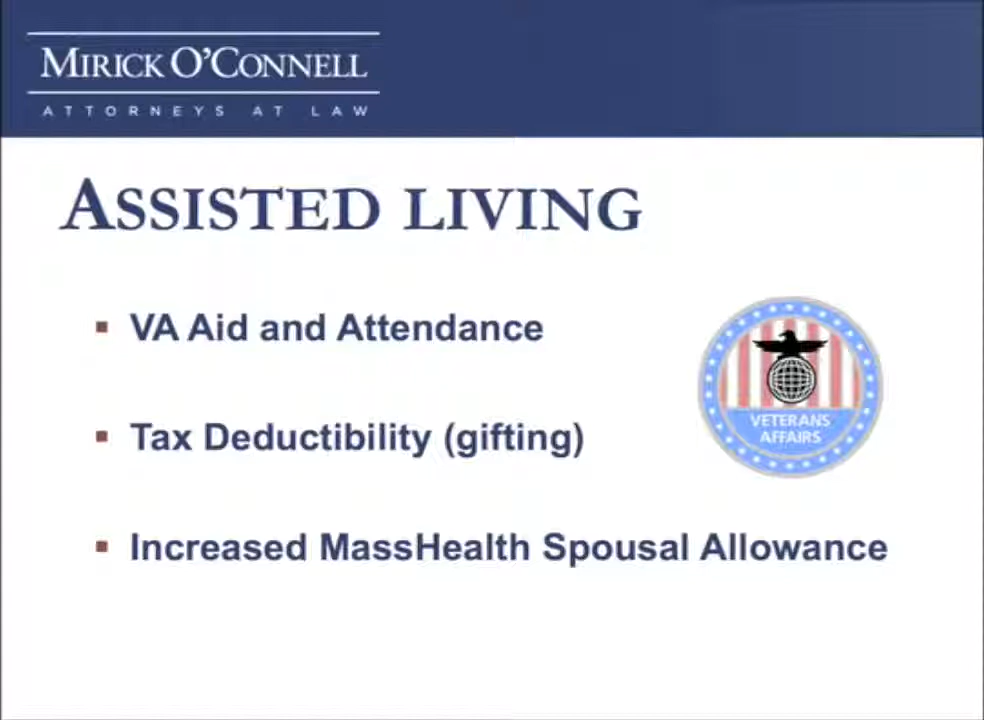 MIRICK O'CONNELL
ATTORNEYS AT LAW
ASSISTED LIVING
VA Aid and Attendance
Tax Deductibility (gifting)
VETERANS
AFFAIRS
Increased MassHealth Spousal Allowance